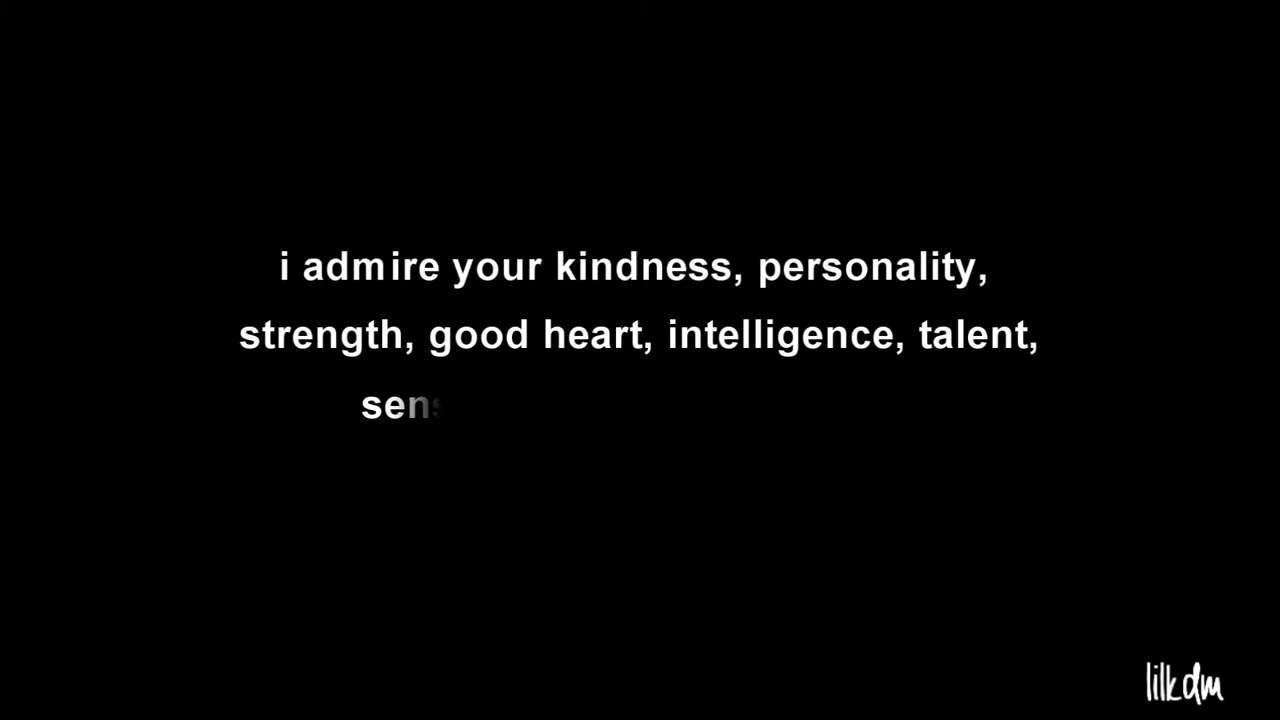 i admire your kindness, personality,
strength, good heart, intelligence, talent,
sens
lilkdm